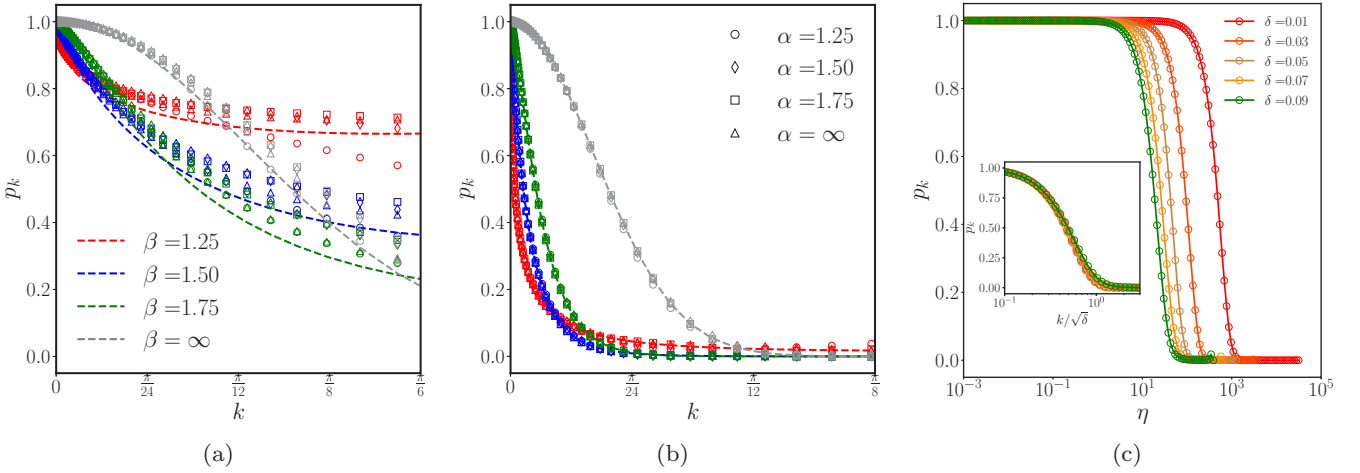 1.0
0.8
0.6
0.4
0.2
0.0
p_k
0
π/24
π/12
π/8
π/6
k
β =1.25
β =1.50
β =1.75
β = ∞
(a)
1.0
0.8
0.6
0.4
0.2
0.0
p_k
0
π/24
π/12
π/8
k
α =1.25
α =1.50
α =1.75
α = ∞
(b)
1.0
0.8
0.6
0.4
0.2
0.0
p_k
10^{-3}
10^{-1}
10^{1}
10^{3}
10^{5}
η
δ =0.01
δ =0.03
δ =0.05
δ =0.07
δ =0.09
1.00
0.75
0.50
0.25
0.00
p_k
10^{-1}
10^{0}
k/√δ
(c)